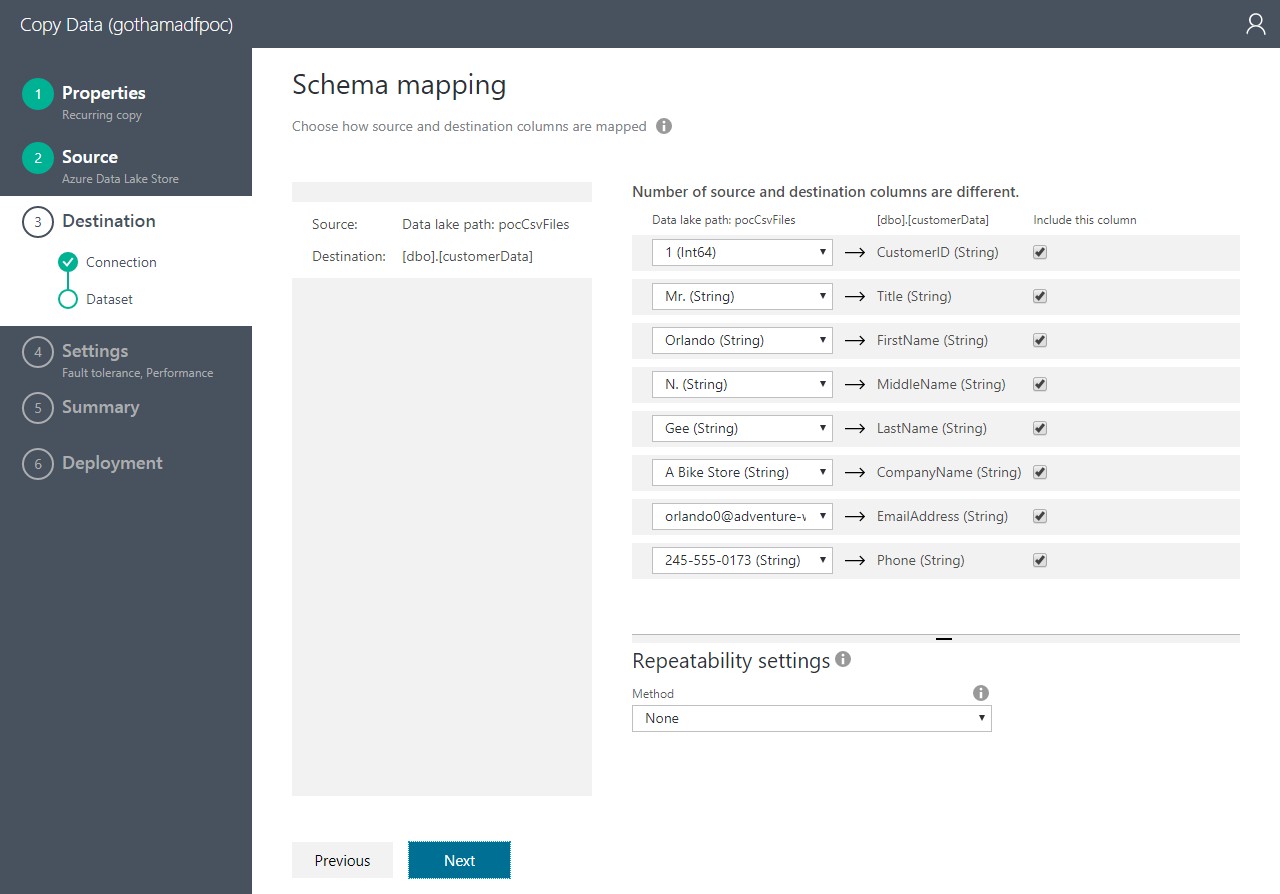 Copy Data (gothamadfpoc)
1 Properties
Recurring copy
2 Source
Azure Data Lake Store
3 Destination
Connection
Dataset
4 Settings
Fault tolerance, Performance
5 Summary
6 Deployment
Schema mapping
Choose how source and destination columns are mapped
Source: Data lake path: pocCsvFiles
Destination: [dbo].[customerData]
Number of source and destination columns are different.
Data lake path: pocCsvFiles [dbo].[customerData] Include this column
1 (Int64) CustomerID (String)
Mr. (String) Title (String)
Orlando (String) FirstName (String)
N. (String) MiddleName (String)
Gee (String) LastName (String)
A Bike Store (String) CompanyName (String)
orlando0@adventure-v EmailAddress (String)
245-555-0173 (String) Phone (String)
Repeatability settings
Method
None
Previous Next